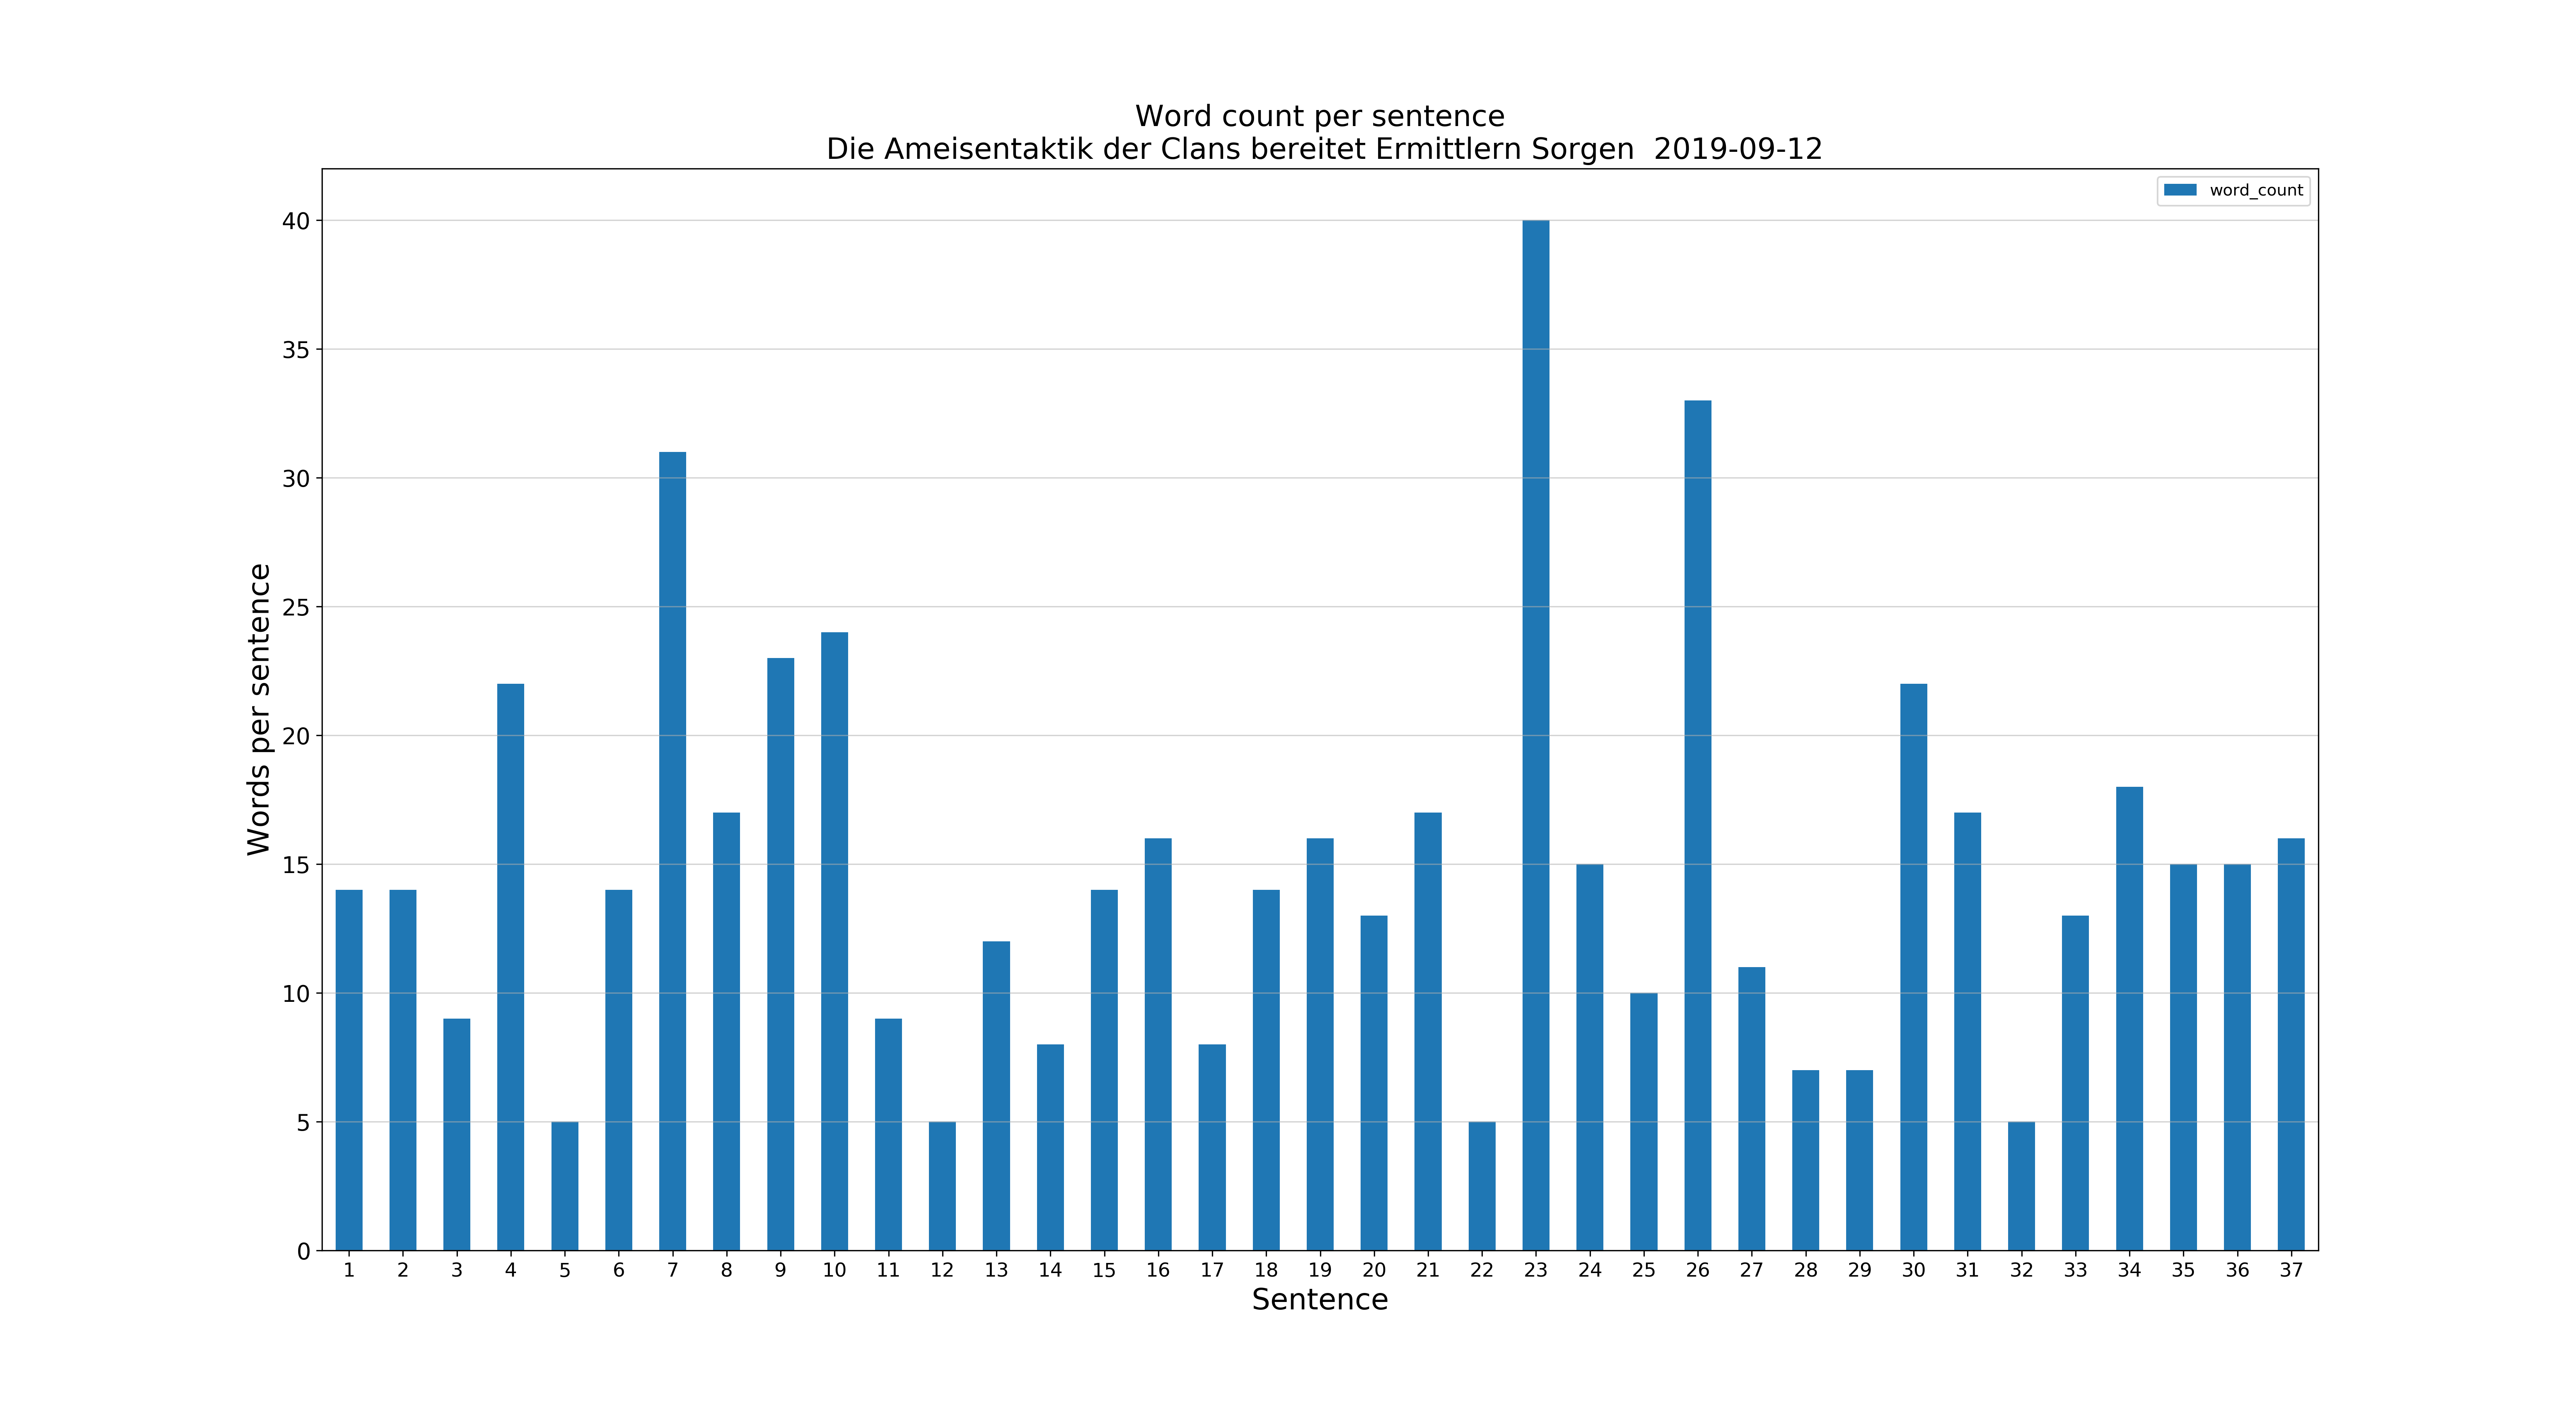 Word count per sentence
Die Ameisentaktik der Clans bereitet Ermittlern Sorgen  2019-09-12
word_count
40
35
30
25
20
15
10
5
0
Words per sentence
1 2 3 4 5 6 7 8 9 10 11 12 13 14 15 16 17 18 19 20 21 22 23 24 25 26 27 28 29 30 31 32 33 34 35 36 37
Sentence